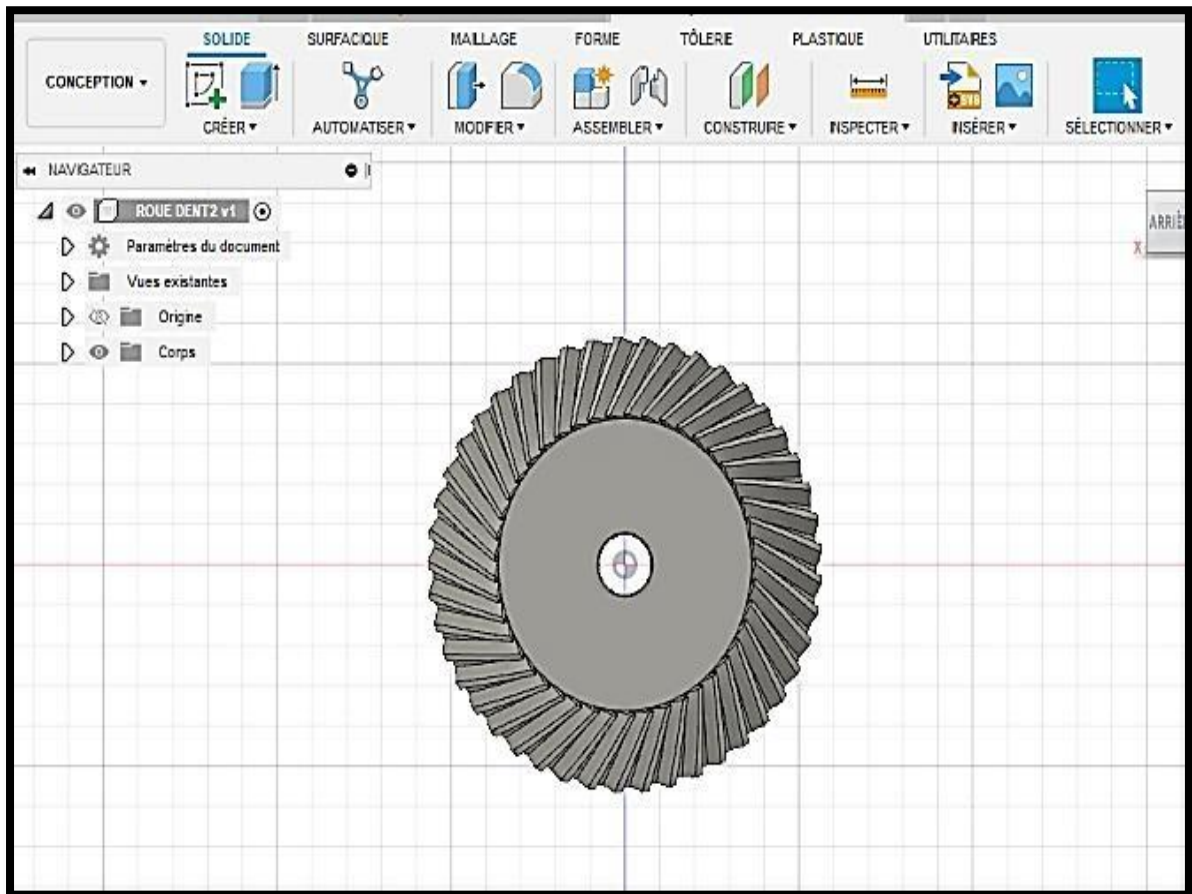 SOLIDE SURFACIQUE MAILLAGE FORME TÔLERIE PLASTIQUE UTILITAIRES
CONCEPTION
CRÉER AUTOMATISER MODIFIER ASSEMBLER CONSTRUIRE INSPECTER INSÉRER SÉLECTIONNER
NAVIGATEUR
ROUE DENT2 v1
Paramètres du document
Vues existantes
Origine
Corps
ARRIÈ
X